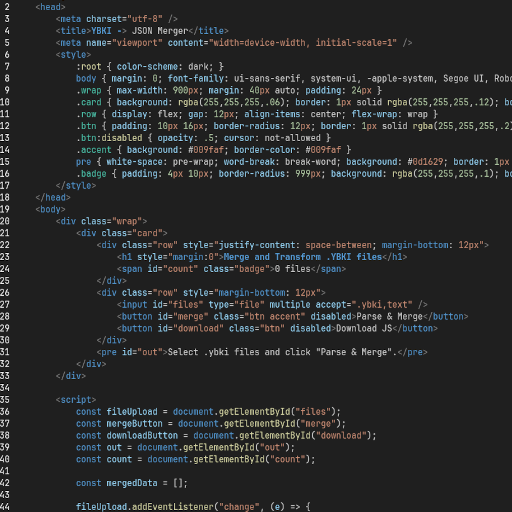 2 <head>
3 <meta charset="utf-8" />
4 <title>YBKI -> JSON Merger</title>
5 <meta name="viewport" content="width=device-width, initial-scale=1" />
6 <style>
7 :root { color-scheme: dark; }
8 body { margin: 0; font-family: ui-sans-serif, system-ui, -apple-system, Segoe UI, Robo
9 .wrap { max-width: 900px; margin: 40px auto; padding: 24px }
10 .card { background: rgba(255,255,255,.06); border: 1px solid rgba(255,255,255,.12); bo
11 .row { display: flex; gap: 12px; align-items: center; flex-wrap: wrap }
12 .btn { padding: 10px 16px; border-radius: 12px; border: 1px solid rgba(255,255,255,.2)
13 .btn:disabled { opacity: .5; cursor: not-allowed }
14 .accent { background: #009faf; border-color: #009faf }
15 pre { white-space: pre-wrap; word-break: break-word; background: #0d1629; border: 1px
16 .badge { padding: 4px 10px; border-radius: 999px; background: rgba(255,255,255,.1); bo
17 </style>
18 </head>
19 <body>
20 <div class="wrap">
21 <div class="card">
22 <div class="row" style="justify-content: space-between; margin-bottom: 12px">
23 <h1 style="margin:0">Merge and Transform .YBKI files</h1>
24 <span id="count" class="badge">0 files</span>
25 </div>
26 <div class="row" style="margin-bottom: 12px">
27 <input id="files" type="file" multiple accept=".ybki,text" />
28 <button id="merge" class="btn accent" disabled>Parse & Merge</button>
29 <button id="download" class="btn" disabled>Download JS</button>
30 </div>
31 <pre id="out">Select .ybki files and click "Parse & Merge".</pre>
32 </div>
33 </div>
34
35 <script>
36 const fileUpload = document.getElementById("files");
37 const mergeButton = document.getElementById("merge");
38 const downloadButton = document.getElementById("download");
39 const out = document.getElementById("out");
40 const count = document.getElementById("count");
41
42 const mergedData = [];
43
44 fileUpload.addEventListener("change", (e) => {